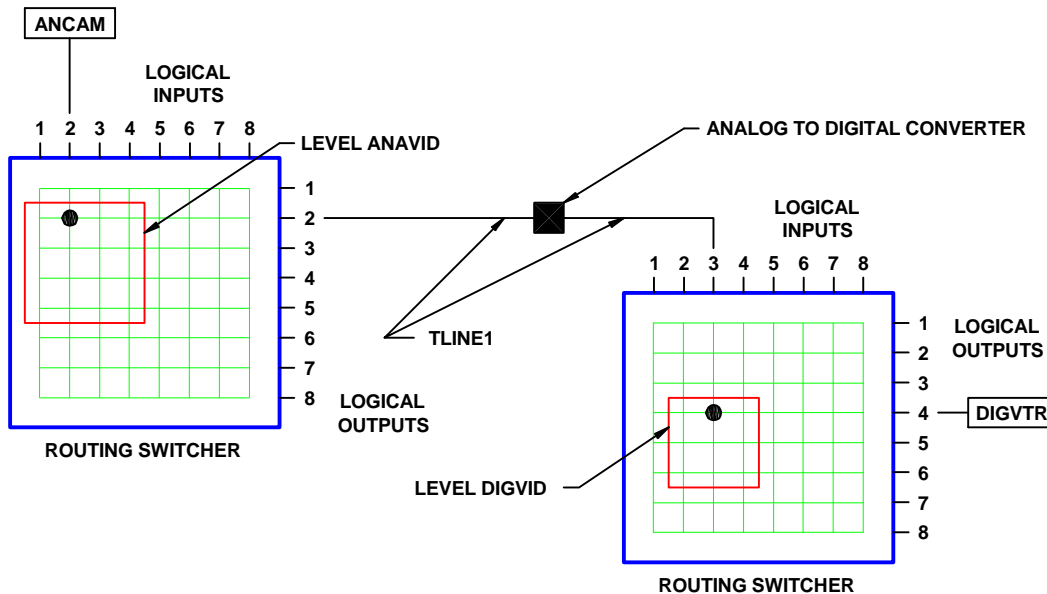 ANCAM
LOGICAL
INPUTS
1 2 3 4 5 6 7 8
LEVEL ANAVID
1
2
3
4
5
6
7
8
LOGICAL
OUTPUTS
ROUTING SWITCHER
ANALOG TO DIGITAL CONVERTER
TLINE1
LOGICAL
INPUTS
1 2 3 4 5 6 7 8
1
2
3
4
5
6
7
8
LOGICAL
OUTPUTS
DIGVTR
LEVEL DIGVID
ROUTING SWITCHER